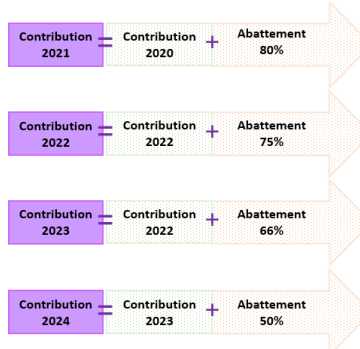 Contribution 2021 = Contribution 2020 + Abattement 80%
Contribution 2022 = Contribution 2022 + Abattement 75%
Contribution 2023 = Contribution 2022 + Abattement 66%
Contribution 2024 = Contribution 2023 + Abattement 50%